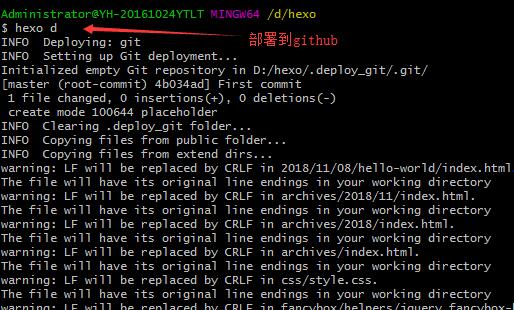 Administrator@YH-20161024YTLT MINGW64 /d/hexo
$ hexo d
部署到github
INFO  Deploying: git
INFO  Setting up Git deployment...
Initialized empty Git repository in D:/hexo/.deploy_git/.git/
[master (root-commit) 4b034ad] First commit
 1 file changed, 0 insertions(+), 0 deletions(-)
 create mode 100644 placeholder
INFO  Clearing .deploy_git folder...
INFO  Copying files from public folder...
INFO  Copying files from extend dirs...
warning: LF will be replaced by CRLF in 2018/11/08/hello-world/index.html.
The file will have its original line endings in your working directory
warning: LF will be replaced by CRLF in archives/2018/11/index.html.
The file will have its original line endings in your working directory
warning: LF will be replaced by CRLF in archives/2018/index.html.
The file will have its original line endings in your working directory
warning: LF will be replaced by CRLF in archives/index.html.
The file will have its original line endings in your working directory
warning: LF will be replaced by CRLF in css/style.css.
The file will have its original line endings in your working directory
warning: LF will be replaced by CRLF in fancybox/helpers/jquery.fancybox-b